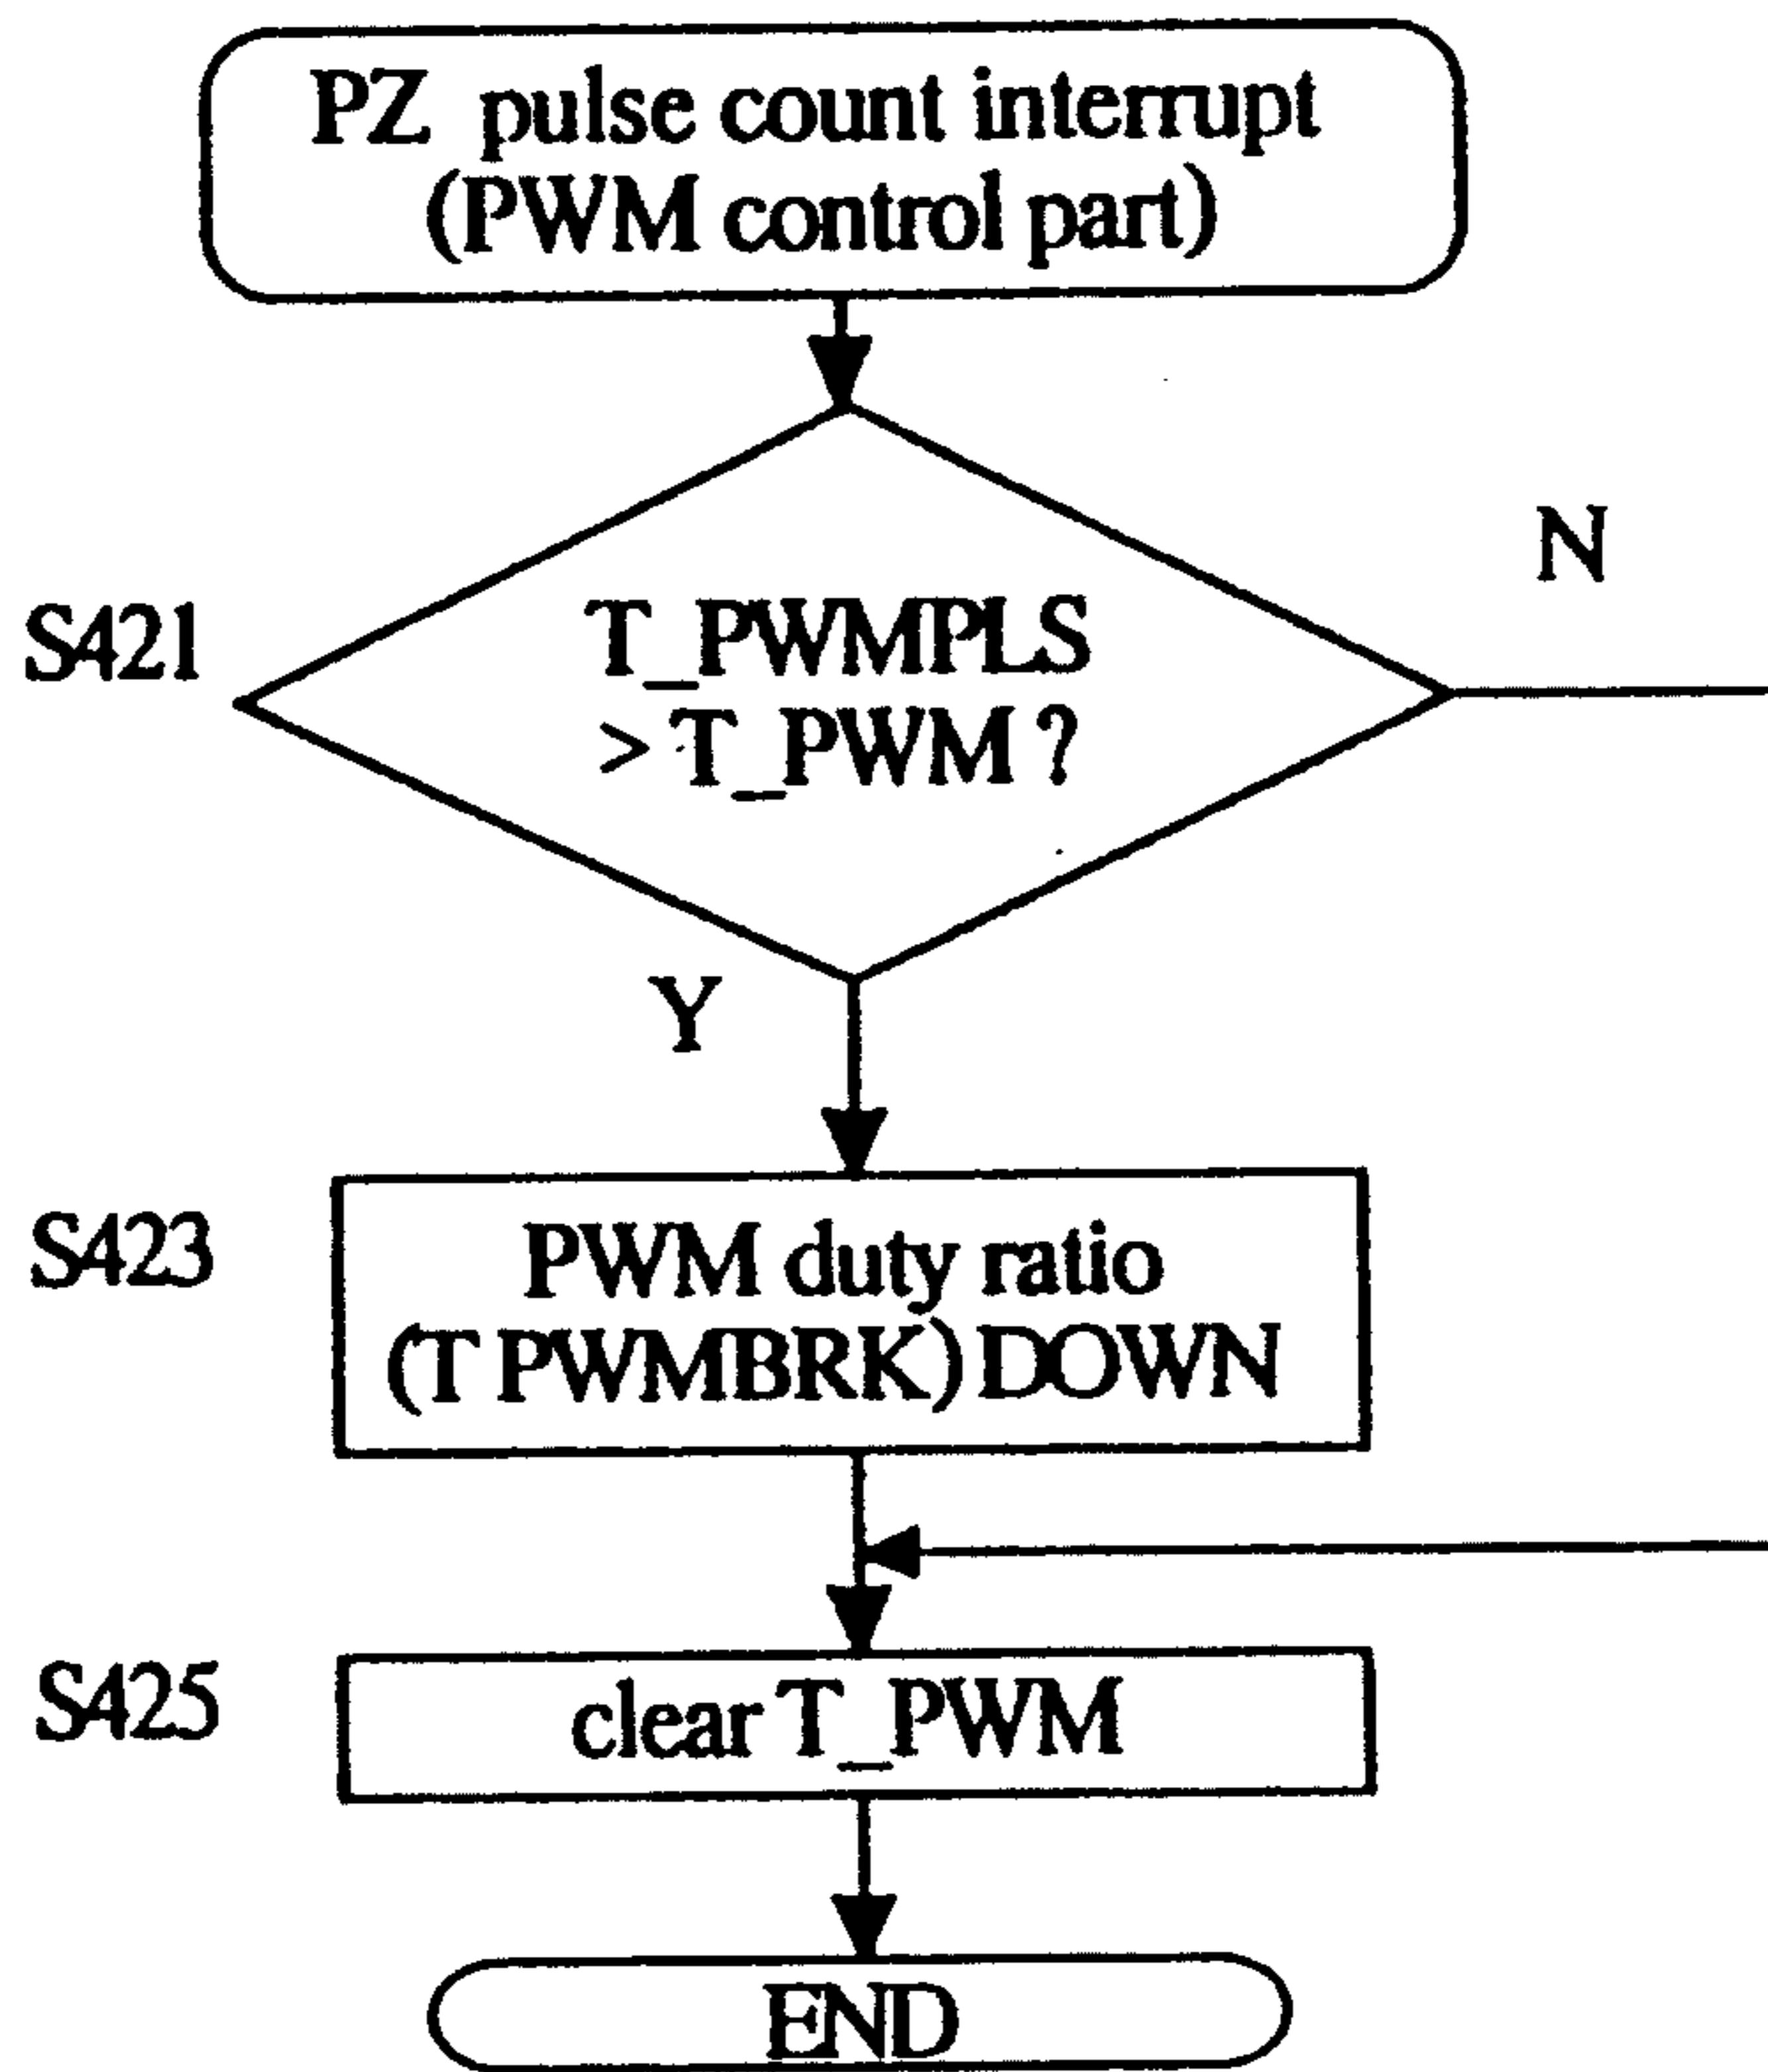 PZ pulse count interrupt
(PWM control part)
N
S421
T_PWMPLS
> T_PWM ?
Y
S423
PWM duty ratio
(T PWMBRK) DOWN
S425
clear T_PWM
END